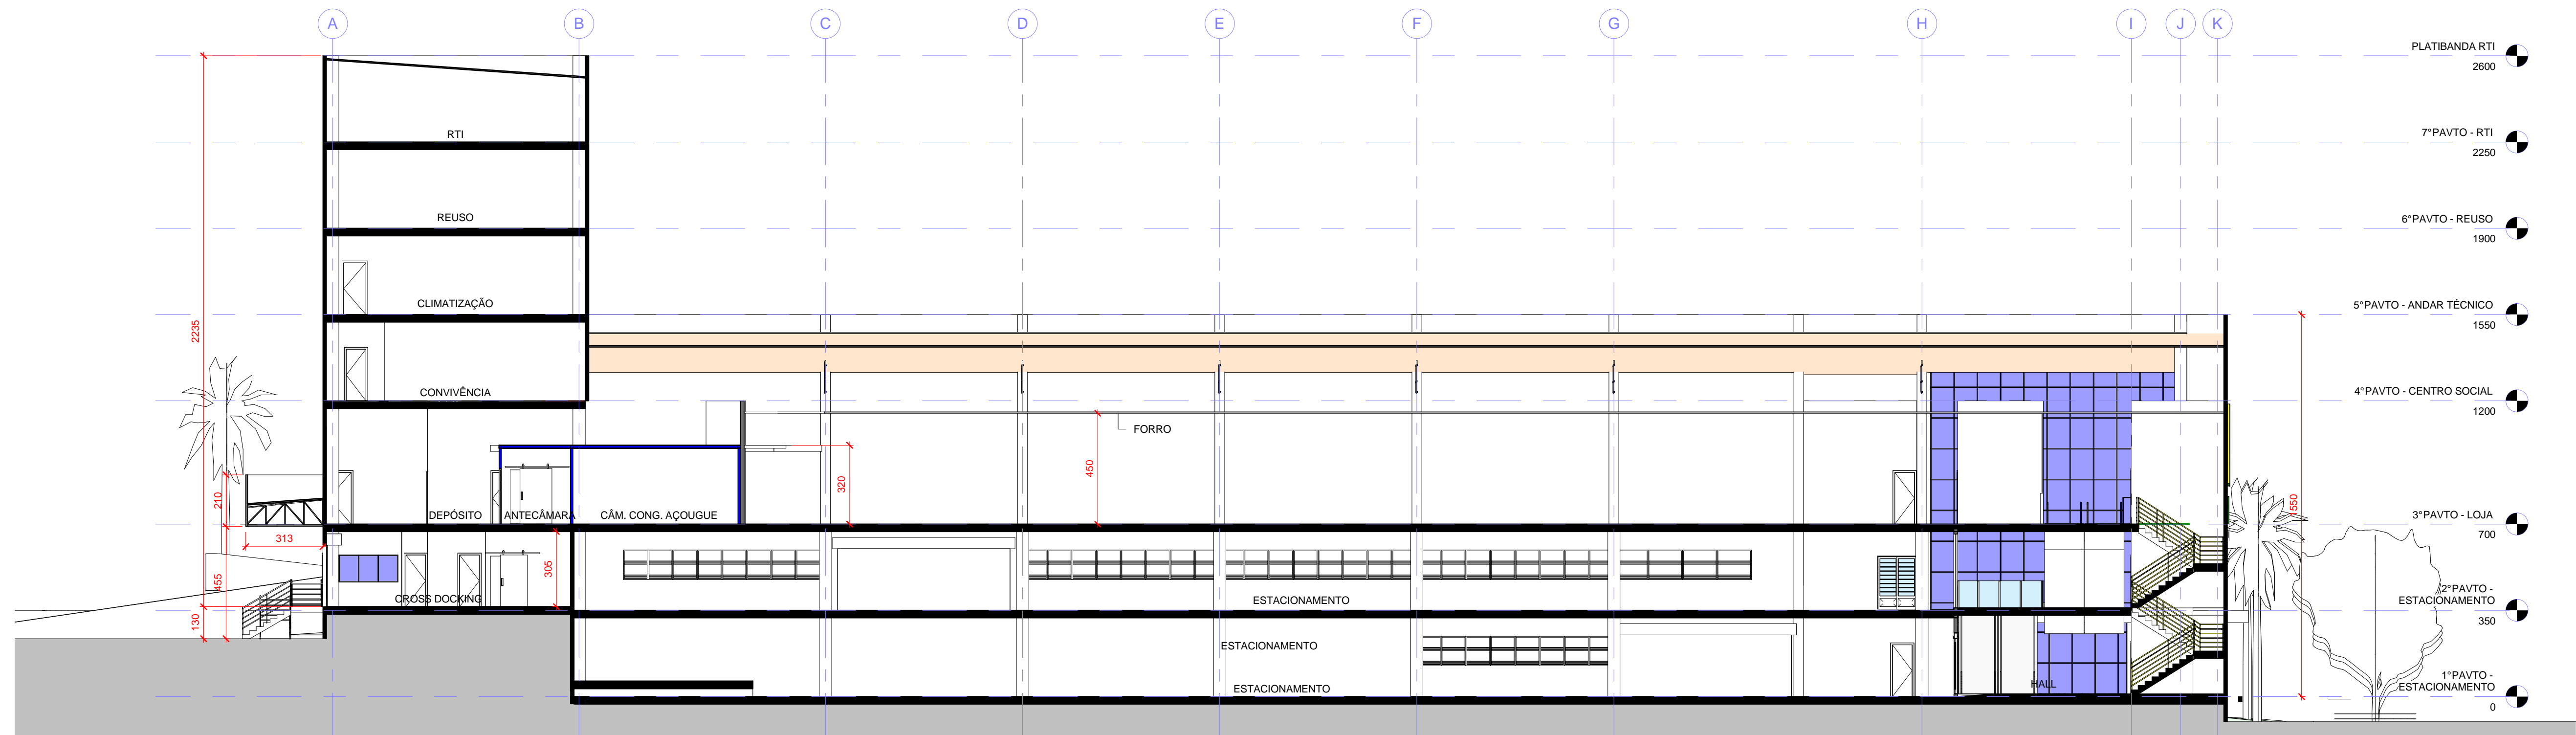 A B C D E F G H I J K
PLATIBANDA RTI
2600
RTI
7°PAVTO - RTI
2250
REUSO
6°PAVTO - REUSO
1900
CLIMATIZAÇÃO
5°PAVTO - ANDAR TÉCNICO
1550
2235
CONVIVÊNCIA
4°PAVTO - CENTRO SOCIAL
1200
FORRO
450
320
210
1550
DEPÓSITO
ANTECÂMARA
CÂM. CONG. AÇOUGUE
3°PAVTO - LOJA
700
313
305
455
CROSS DOCKING
ESTACIONAMENTO
2°PAVTO -
ESTACIONAMENTO
350
130
ESTACIONAMENTO
ESTACIONAMENTO
HALL
1°PAVTO -
ESTACIONAMENTO
0